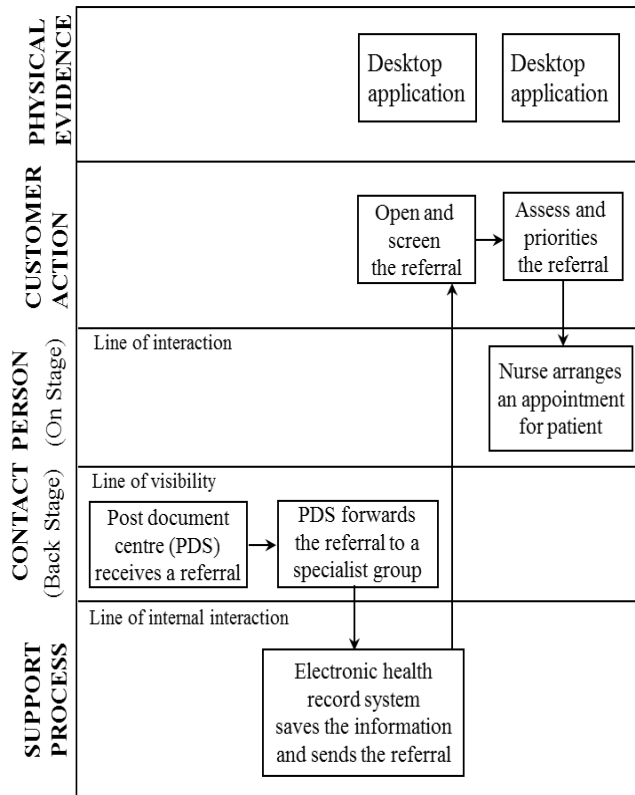 PHYSICAL
EVIDENCE
Desktop
application
Desktop
application
CUSTOMER
ACTION
Open and
screen
the referral
Assess and
priorities
the referral
Line of interaction
CONTACT PERSON
(On Stage)
Nurse arranges
an appointment
for patient
Line of visibility
(Back Stage)
Post document
centre (PDS)
receives a referral
PDS forwards
the referral to a
specialist group
Line of internal interaction
SUPPORT
PROCESS
Electronic health
record system
saves the information
and sends the referral